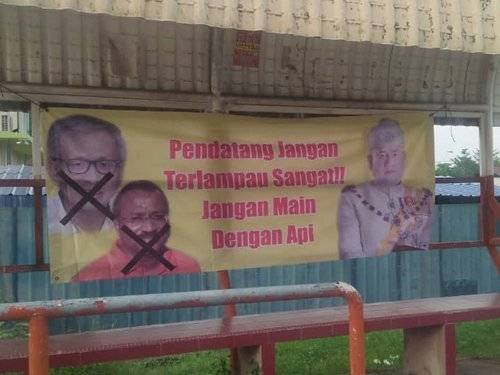 Pendatang Jangan
Terlampau Sangat!!
Jangan Main
Dengan Api